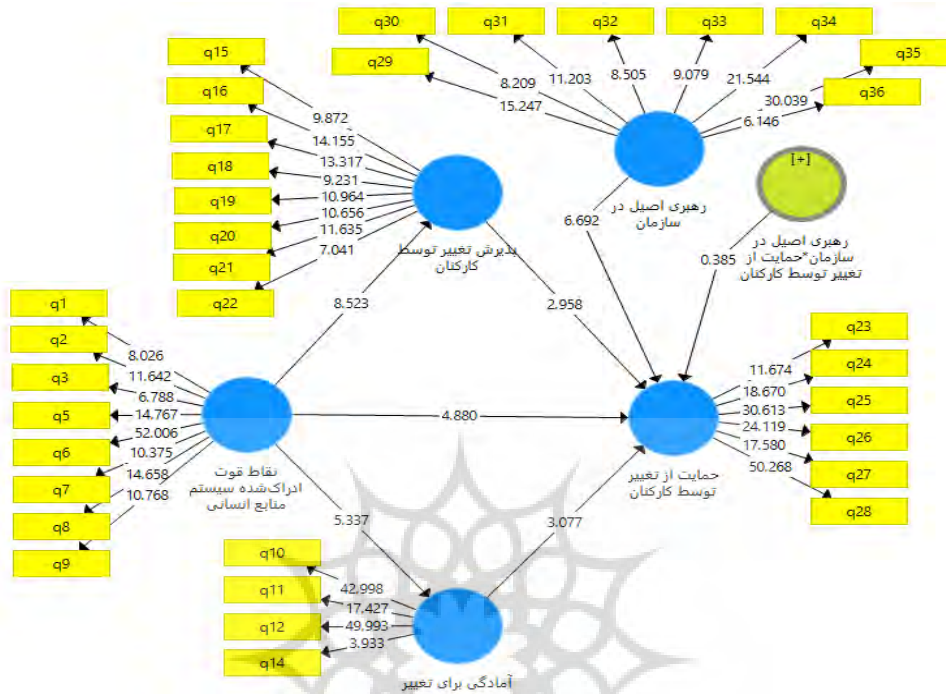 q30
q31
q32
q33
q34
q35
q36
q29
8.209
11.203
8.505
9.079
21.544
30.039
6.146
15.247
q15
q16
q17
q18
q19
q20
q21
q22
9.872
14.155
13.317
9.231
10.964
10.656
11.635
7.041
پذیرش تغییر توسط
کارکنان
رهبری اصیل در
سازمان
[+]
رهبری اصیل در
سازمان*حمایت از
تغییر توسط کارکنان
6.692
0.385
8.523
2.958
q1
q2
q3
q5
q6
q7
q8
q9
8.026
11.642
6.788
14.767
52.006
10.375
14.658
10.768
نقاط قوت
ادراک‌شده سیستم
منابع انسانی
4.880
حمایت از تغییر
توسط کارکنان
q23
q24
q25
q26
q27
q28
11.674
18.670
30.613
24.119
17.580
50.268
5.337
3.077
q10
q11
q12
q14
42.998
17.427
49.993
3.933
آمادگی برای تغییر